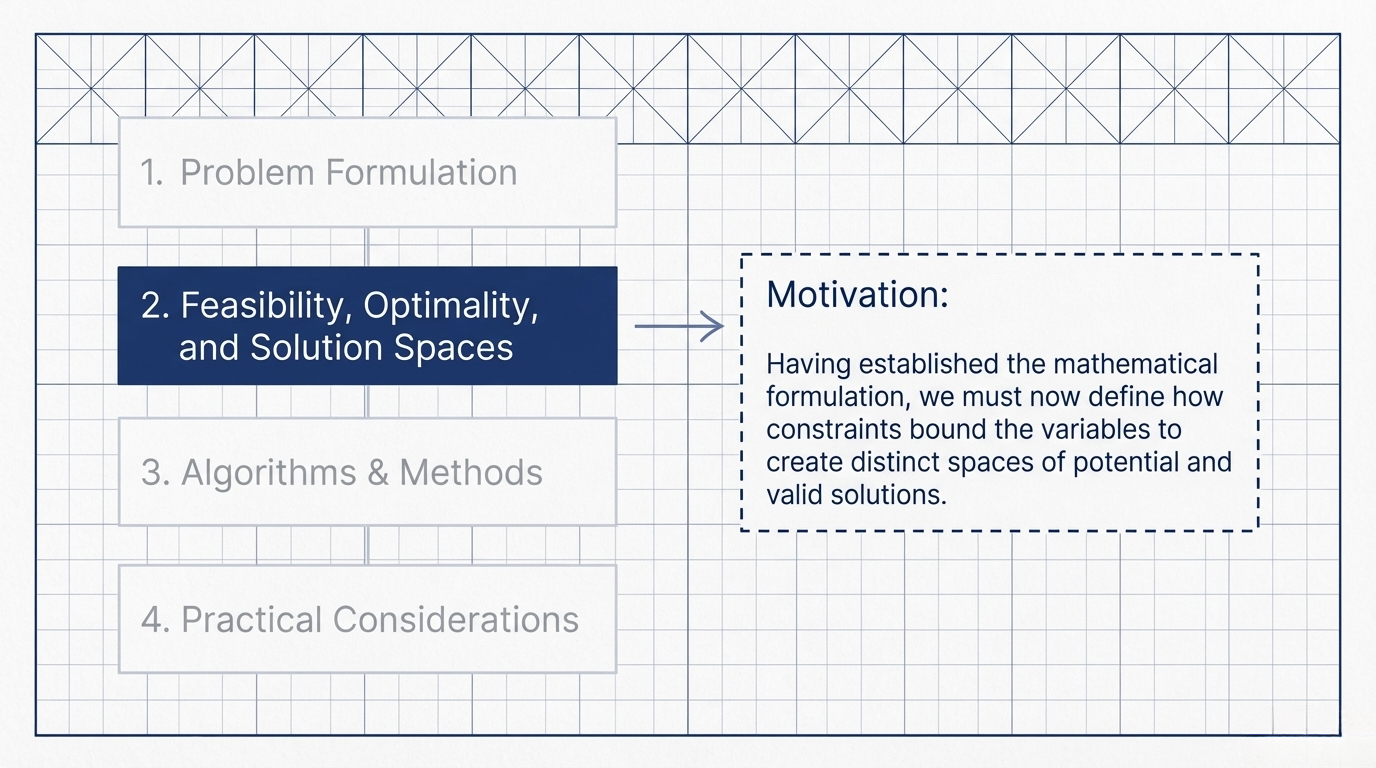 1. Problem Formulation
2. Feasibility, Optimality,
and Solution Spaces
3. Algorithms & Methods
4. Practical Considerations
Motivation:
Having established the mathematical
formulation, we must now define how
constraints bound the variables to
create distinct spaces of potential and
valid solutions.